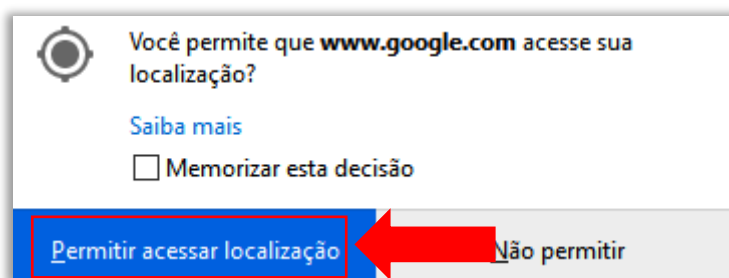 Você permite que www.google.com acesse sua
localização?
Saiba mais
Memorizar esta decisão
Permitir acessar localização
Não permitir